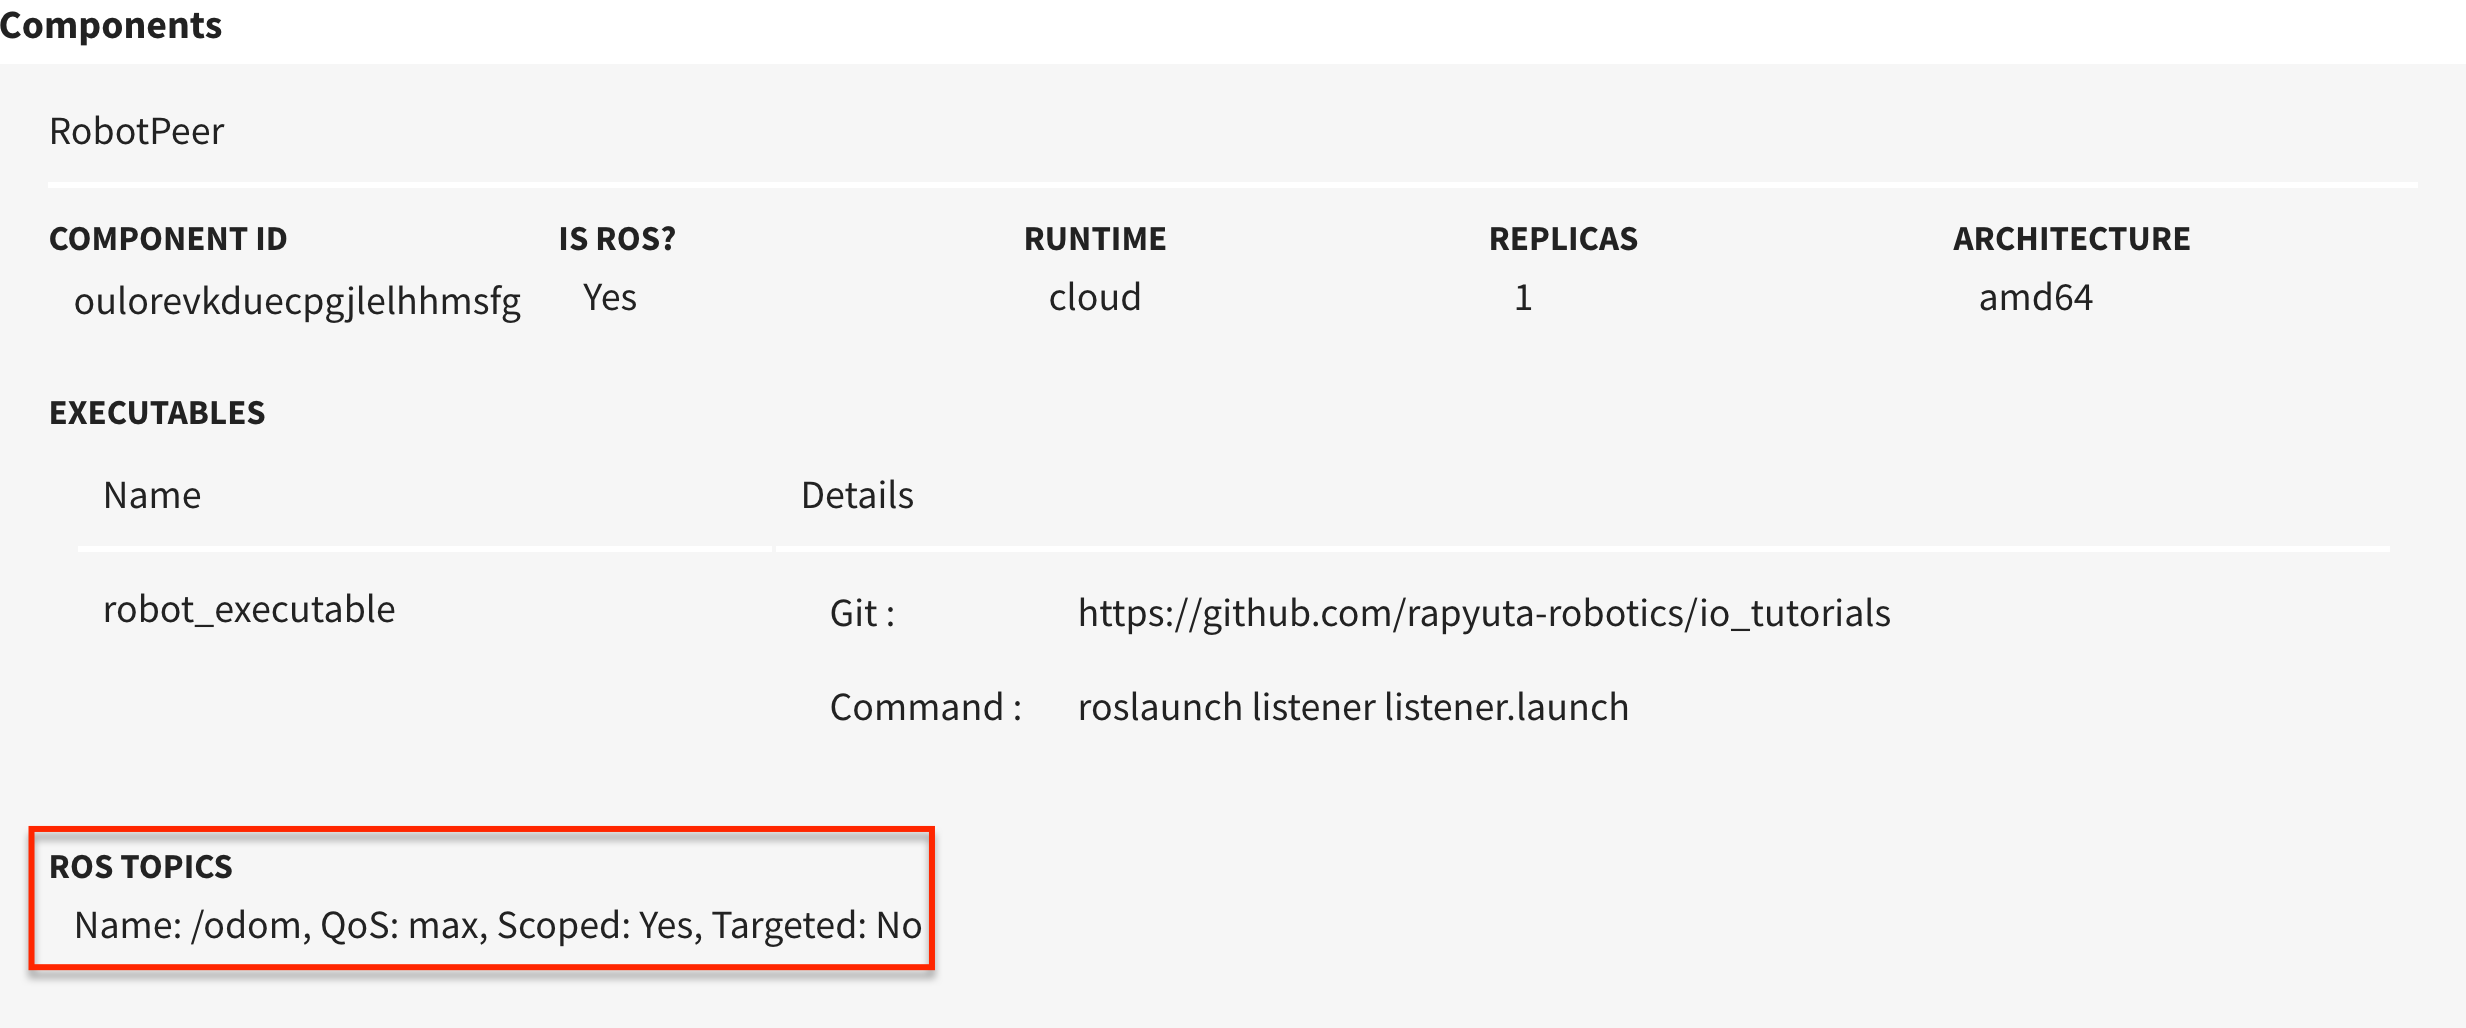 Components
RobotPeer
COMPONENT ID IS ROS? RUNTIME REPLICAS ARCHITECTURE
oulorevkduecpgjlelhhmsfg Yes cloud 1 amd64
EXECUTABLES
Name Details
robot_executable Git : https://github.com/rapyuta-robotics/io_tutorials
Command : roslaunch listener listener.launch
ROS TOPICS
Name: /odom, QoS: max, Scoped: Yes, Targeted: No